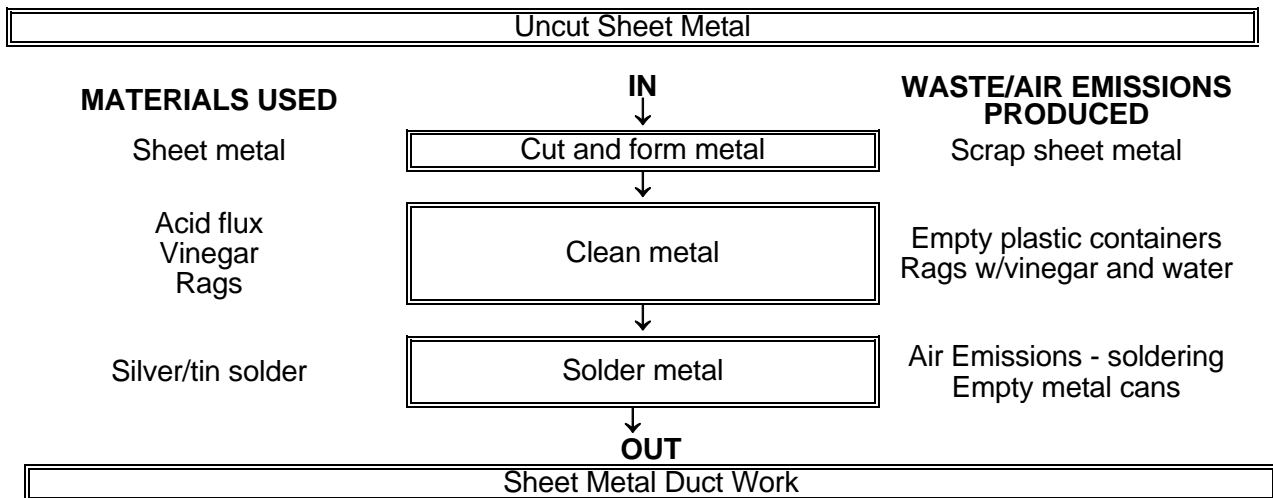 Uncut Sheet Metal
MATERIALS USED
IN
WASTE/AIR EMISSIONS
PRODUCED
Sheet metal
Cut and form metal
Scrap sheet metal
Acid flux
Vinegar
Rags
Clean metal
Empty plastic containers
Rags w/vinegar and water
Silver/tin solder
Solder metal
Air Emissions - soldering
Empty metal cans
OUT
Sheet Metal Duct Work